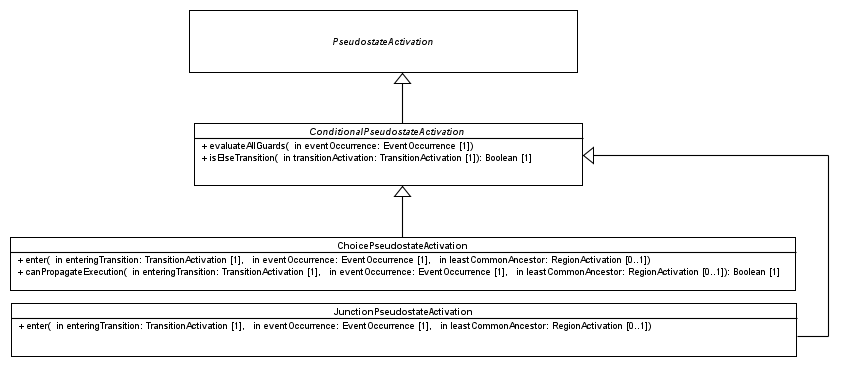 PseudostateActivation
ConditionalPseudostateActivation
+ evaluateAllGuards( in eventOccurrence: EventOccurrence [1])
+ isElseTransition( in transitionActivation: TransitionActivation [1]): Boolean [1]
ChoicePseudostateActivation
+ enter( in enteringTransition: TransitionActivation [1], in eventOccurrence: EventOccurrence [1], in leastCommonAncestor: RegionActivation [0..1])
+ canPropagateExecution( in enteringTransition: TransitionActivation [1], in eventOccurrence: EventOccurrence [1], in leastCommonAncestor: RegionActivation [0..1]): Boolean [1]
JunctionPseudostateActivation
+ enter( in enteringTransition: TransitionActivation [1], in eventOccurrence: EventOccurrence [1], in leastCommonAncestor: RegionActivation [0..1])